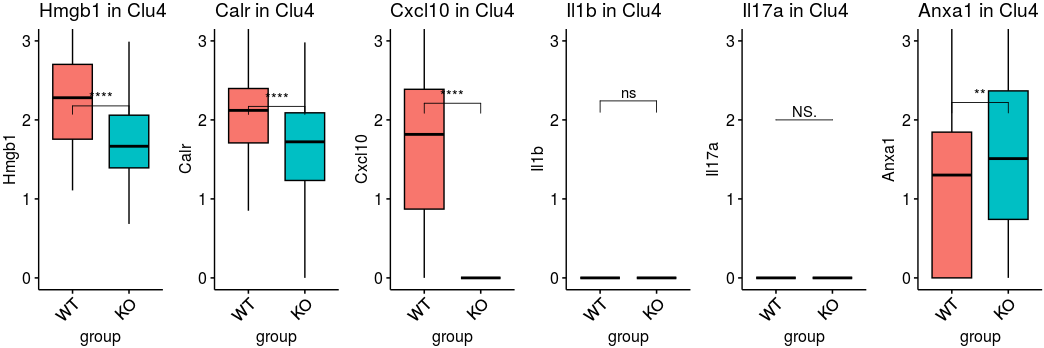 Hmgb1 in Clu4
Hmgb1
3
2
1
0
****
WT
KO
group
Calr in Clu4
Calr
3
2
1
0
****
WT
KO
group
Cxcl10 in Clu4
Cxcl10
3
2
1
0
****
WT
KO
group
Il1b in Clu4
Il1b
3
2
1
0
ns
WT
KO
group
Il17a in Clu4
Il17a
3
2
1
0
NS.
WT
KO
group
Anxa1 in Clu4
Anxa1
3
2
1
0
**
WT
KO
group